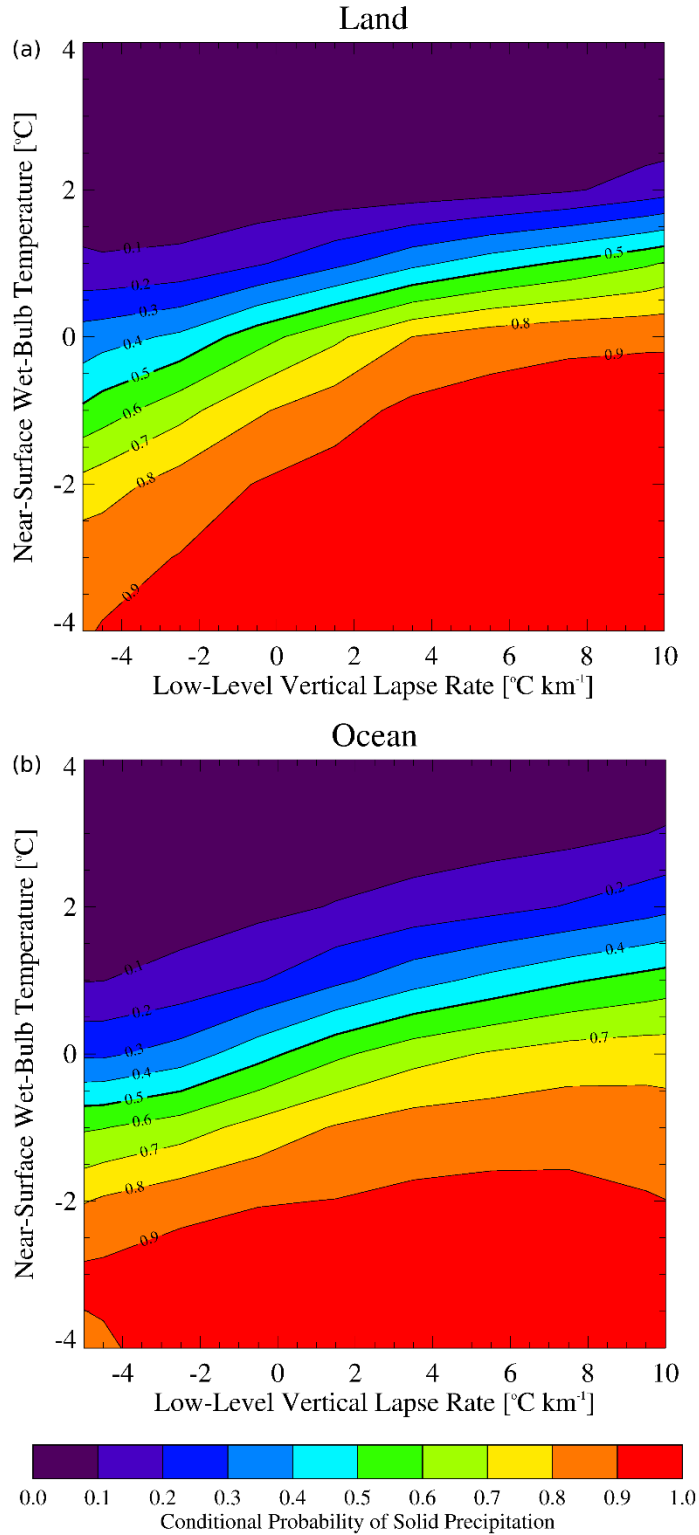 Land
(a)
4
2
0
-2
-4
Near-Surface Wet-Bulb Temperature [°C]
0.1
0.2
0.3
0.4
0.5
0.6
0.7
0.8
0.9
0.5
0.8
0.9
-4 -2 0 2 4 6 8 10
Low-Level Vertical Lapse Rate [°C km⁻¹]
Ocean
(b)
4
2
0
-2
-4
Near-Surface Wet-Bulb Temperature [°C]
0.1
0.2
0.3
0.4
0.5
0.6
0.7
0.8
0.9
0.2
0.4
0.7
-4 -2 0 2 4 6 8 10
Low-Level Vertical Lapse Rate [°C km⁻¹]
0.0 0.1 0.2 0.3 0.4 0.5 0.6 0.7 0.8 0.9 1.0
Conditional Probability of Solid Precipitation